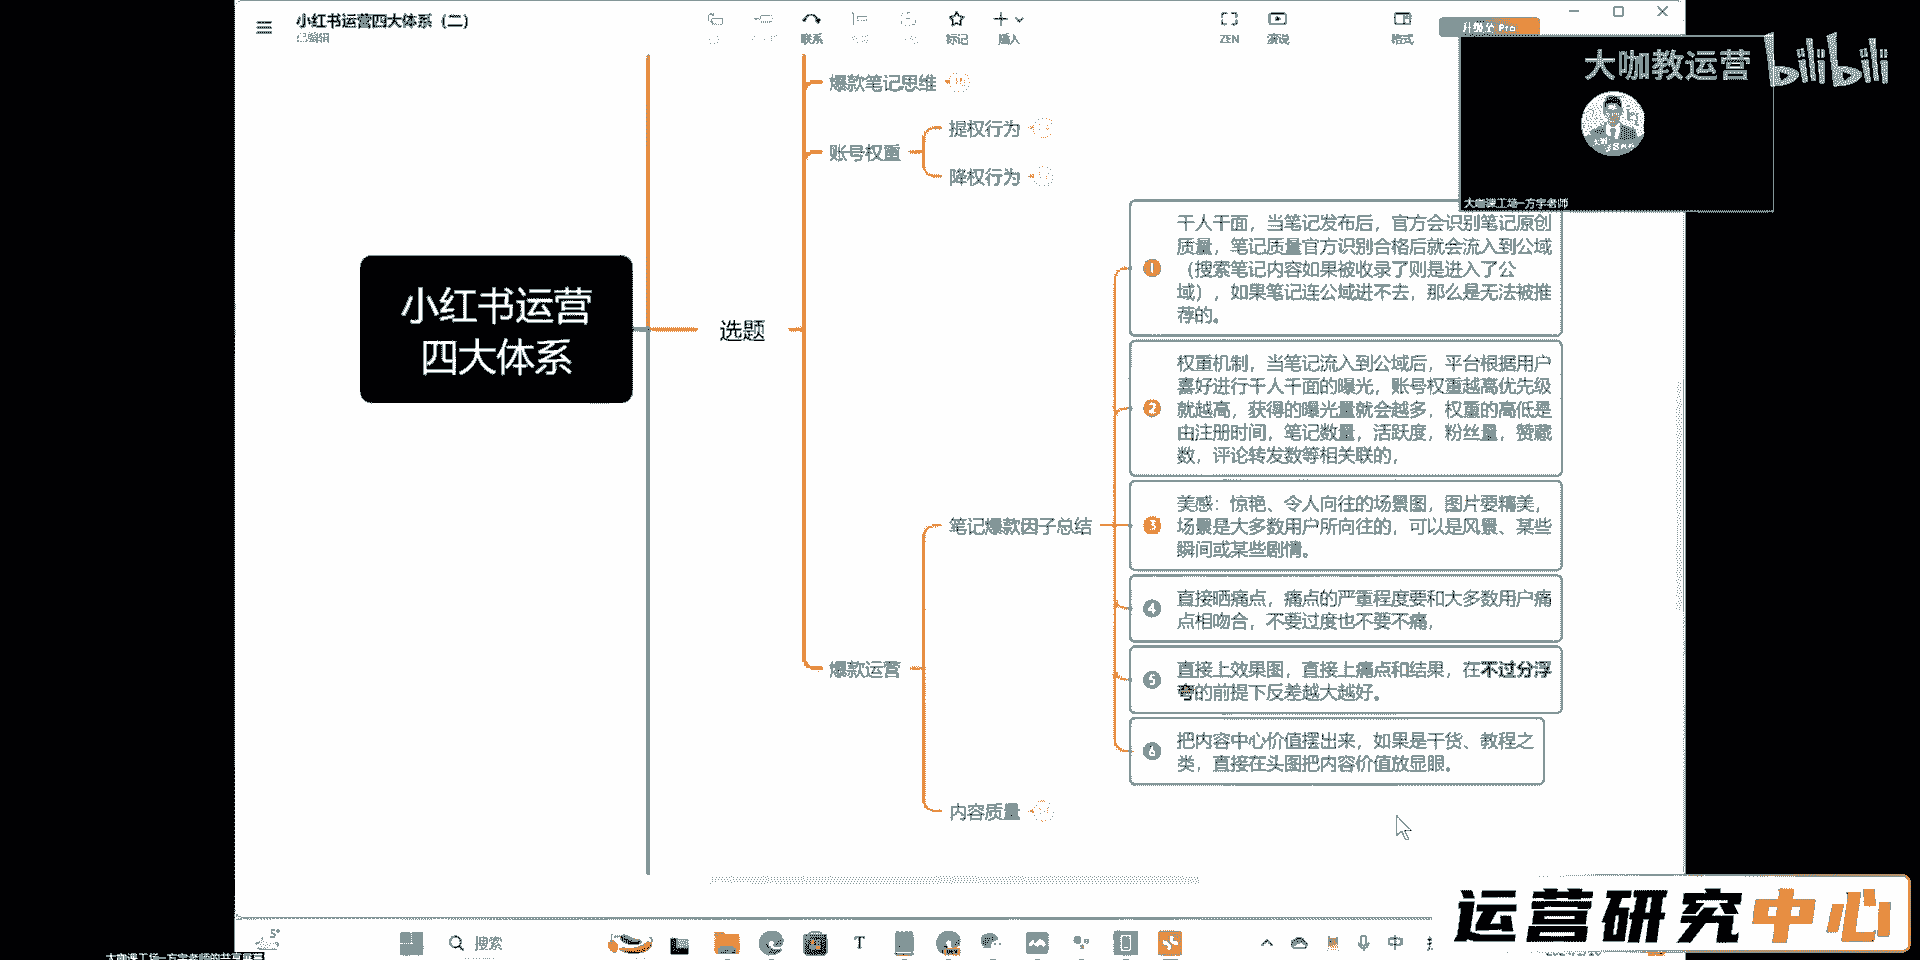 小红书运营四大体系（二）
已编辑
联系
标记
插入
ZEN
演说
格式
升级至 Pro
大咖教运营
bilibili
大咖课工场-方宇老师
爆款笔记思维
账号权重
提权行为
降权行为
小红书运营
四大体系
选题
1
千人千面，当笔记发布后，官方会识别笔记原创
质量，笔记质量官方识别合格后就会流入到公域
（搜索笔记内容如果被收录了则是进入了公
域），如果笔记连公域进不去，那么是无法被推
荐的。
2
权重机制，当笔记流入到公域后，平台根据用户
喜好进行千人千面的曝光，账号权重越高优先级
就越高，获得的曝光量就会越多，权重的高低是
由注册时间，笔记数量，活跃度，粉丝量，赞藏
数，评论转发数等相关联的，
笔记爆款因子总结
3
美感：惊艳、令人向往的场景图，图片要精美，
场景是大多数用户所向往的，可以是风景、某些
瞬间或某些剧情。
4
直接晒痛点，痛点的严重程度要和大多数用户痛
点相吻合，不要过度也不要不痛，
爆款运营
5
直接上效果图，直接上痛点和结果，在不过分浮
夸的前提下反差越大越好。
6
把内容中心价值摆出来，如果是干货、教程之
类，直接在头图把内容价值放显眼。
内容质量
运营研究中心
5°
搜索
中
大咖课工场-方宇老师的共享屏幕